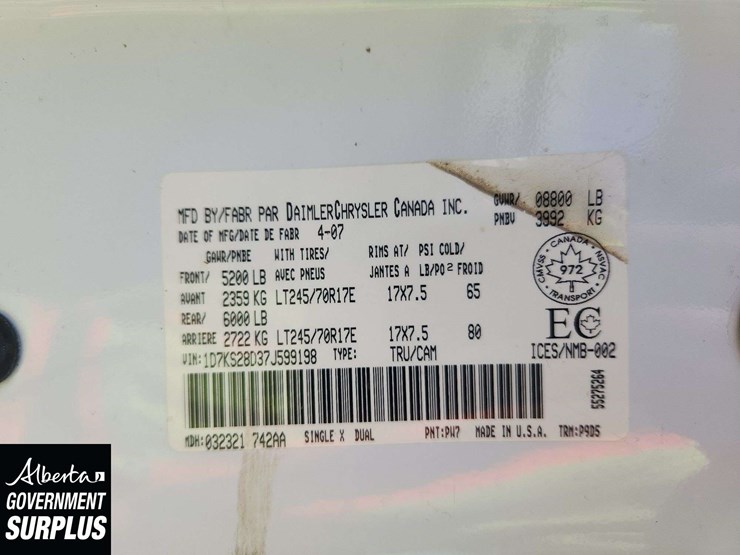 MFD BY/FABR PAR DAIMLERCHRYSLER CANADA INC.
GVWR/ 08800 LB
PNBV 3992 KG
DATE OF MFG/DATE DE FABR 4-07
GAWR/PNBE WITH TIRES/ RIMS AT/ PSI COLD/
FRONT/ 5200 LB AVEC PNEUS JANTES A LB/PO² FROID
AVANT 2359 KG LT245/70R17E 17X7.5 65
REAR/ 6000 LB
ARRIERE 2722 KG LT245/70R17E 17X7.5 80
VIN: 1D7KS28D37J599198 TYPE: TRU/CAM
CANADA
CMVSS 972 NSVAC
TRANSPORT
EC
ICES/NMB-002
55275264
MDH: 032321 742AA SINGLE X DUAL PNT: PW7 MADE IN U.S.A. TRM: P9D5
Alberta
GOVERNMENT
SURPLUS